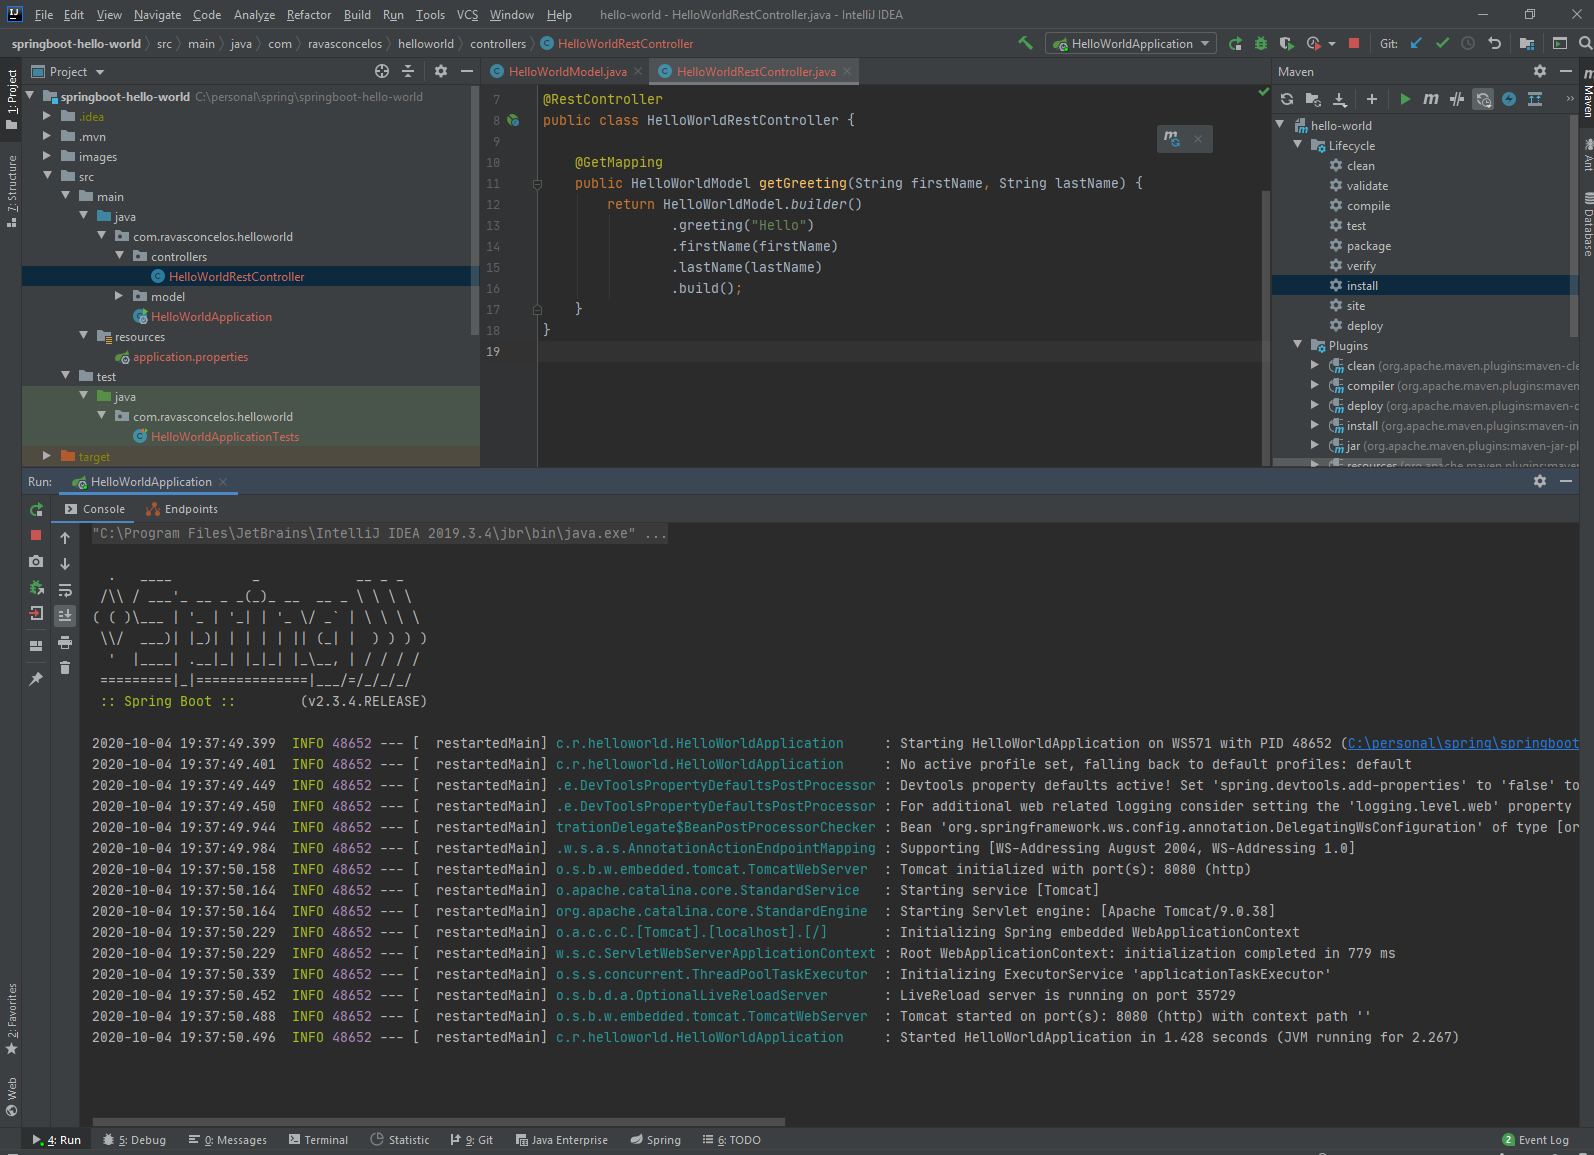 File Edit View Navigate Code Analyze Refactor Build Run Tools VCS Window Help hello-world - HelloWorldRestController.java - IntelliJ IDEA
springboot-hello-world src main java com ravasconcelos helloworld controllers HelloWorldRestController HelloWorldApplication Git:
1: Project
7: Structure
2: Favorites
Web
Project
springboot-hello-world C:\personal\spring\springboot-hello-world
.idea
.mvn
images
src
main
java
com.ravasconcelos.helloworld
controllers
HelloWorldRestController
model
HelloWorldApplication
resources
application.properties
test
java
com.ravasconcelos.helloworld
HelloWorldApplicationTests
target
HelloWorldModel.java HelloWorldRestController.java
7 @RestController
8 public class HelloWorldRestController {
9
10 @GetMapping
11 public HelloWorldModel getGreeting(String firstName, String lastName) {
12 return HelloWorldModel.builder()
13 .greeting("Hello")
14 .firstName(firstName)
15 .lastName(lastName)
16 .build();
17 }
18 }
19
Maven
hello-world
Lifecycle
clean
validate
compile
test
package
verify
install
site
deploy
Plugins
clean (org.apache.maven.plugins:maven-cle
compiler (org.apache.maven.plugins:maven
deploy (org.apache.maven.plugins:maven-d
install (org.apache.maven.plugins:maven-in
jar (org.apache.maven.plugins:maven-jar-pl
resources (org.apache.maven.plugins:maven
Maven
Ant
Database
Run: HelloWorldApplication
Console Endpoints
"C:\Program Files\JetBrains\IntelliJ IDEA 2019.3.4\jbr\bin\java.exe" ...
  .   ____          _            __ _ _
 /\\ / ___'_ __ _ _(_)_ __  __ _ \ \ \ \
( ( )\___ | '_ | '_| | '_ \/ _` | \ \ \ \
 \\/  ___)| |_)| | | | | || (_| |  ) ) ) )
  '  |____| .__|_| |_|_| |_\__, | / / / /
 =========|_|==============|___/=/_/_/_/
 :: Spring Boot ::        (v2.3.4.RELEASE)
2020-10-04 19:37:49.399 INFO 48652 --- [ restartedMain] c.r.helloworld.HelloWorldApplication : Starting HelloWorldApplication on WS571 with PID 48652 (C:\personal\spring\springboot
2020-10-04 19:37:49.401 INFO 48652 --- [ restartedMain] c.r.helloworld.HelloWorldApplication : No active profile set, falling back to default profiles: default
2020-10-04 19:37:49.449 INFO 48652 --- [ restartedMain] .e.DevToolsPropertyDefaultsPostProcessor : Devtools property defaults active! Set 'spring.devtools.add-properties' to 'false' to
2020-10-04 19:37:49.450 INFO 48652 --- [ restartedMain] .e.DevToolsPropertyDefaultsPostProcessor : For additional web related logging consider setting the 'logging.level.web' property
2020-10-04 19:37:49.944 INFO 48652 --- [ restartedMain] trationDelegate$BeanPostProcessorChecker : Bean 'org.springframework.ws.config.annotation.DelegatingWsConfiguration' of type [or
2020-10-04 19:37:49.984 INFO 48652 --- [ restartedMain] .w.s.a.s.AnnotationActionEndpointMapping : Supporting [WS-Addressing August 2004, WS-Addressing 1.0]
2020-10-04 19:37:50.158 INFO 48652 --- [ restartedMain] o.s.b.w.embedded.tomcat.TomcatWebServer : Tomcat initialized with port(s): 8080 (http)
2020-10-04 19:37:50.164 INFO 48652 --- [ restartedMain] o.apache.catalina.core.StandardService : Starting service [Tomcat]
2020-10-04 19:37:50.164 INFO 48652 --- [ restartedMain] org.apache.catalina.core.StandardEngine : Starting Servlet engine: [Apache Tomcat/9.0.38]
2020-10-04 19:37:50.229 INFO 48652 --- [ restartedMain] o.a.c.c.C.[Tomcat].[localhost].[/] : Initializing Spring embedded WebApplicationContext
2020-10-04 19:37:50.229 INFO 48652 --- [ restartedMain] w.s.c.ServletWebServerApplicationContext : Root WebApplicationContext: initialization completed in 779 ms
2020-10-04 19:37:50.339 INFO 48652 --- [ restartedMain] o.s.s.concurrent.ThreadPoolTaskExecutor : Initializing ExecutorService 'applicationTaskExecutor'
2020-10-04 19:37:50.452 INFO 48652 --- [ restartedMain] o.s.b.d.a.OptionalLiveReloadServer : LiveReload server is running on port 35729
2020-10-04 19:37:50.488 INFO 48652 --- [ restartedMain] o.s.b.w.embedded.tomcat.TomcatWebServer : Tomcat started on port(s): 8080 (http) with context path ''
2020-10-04 19:37:50.496 INFO 48652 --- [ restartedMain] c.r.helloworld.HelloWorldApplication : Started HelloWorldApplication in 1.428 seconds (JVM running for 2.267)
4: Run 5: Debug 0: Messages Terminal Statistic 9: Git Java Enterprise Spring 6: TODO 2 Event Log